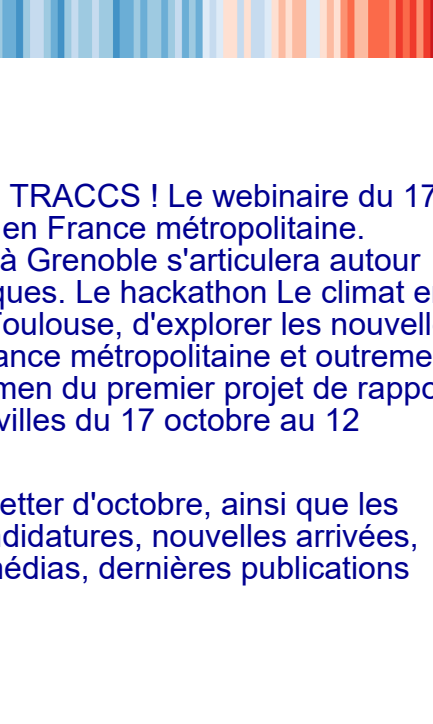 TRACCS ! Le webinaire du 17
en France métropolitaine.
à Grenoble s'articulera autour
ques. Le hackathon Le climat e
oulouse, d'explorer les nouvell
ance métropolitaine et outreme
men du premier projet de rappo
villes du 17 octobre au 12
etter d'octobre, ainsi que les
didatures, nouvelles arrivées,
édias, dernières publications